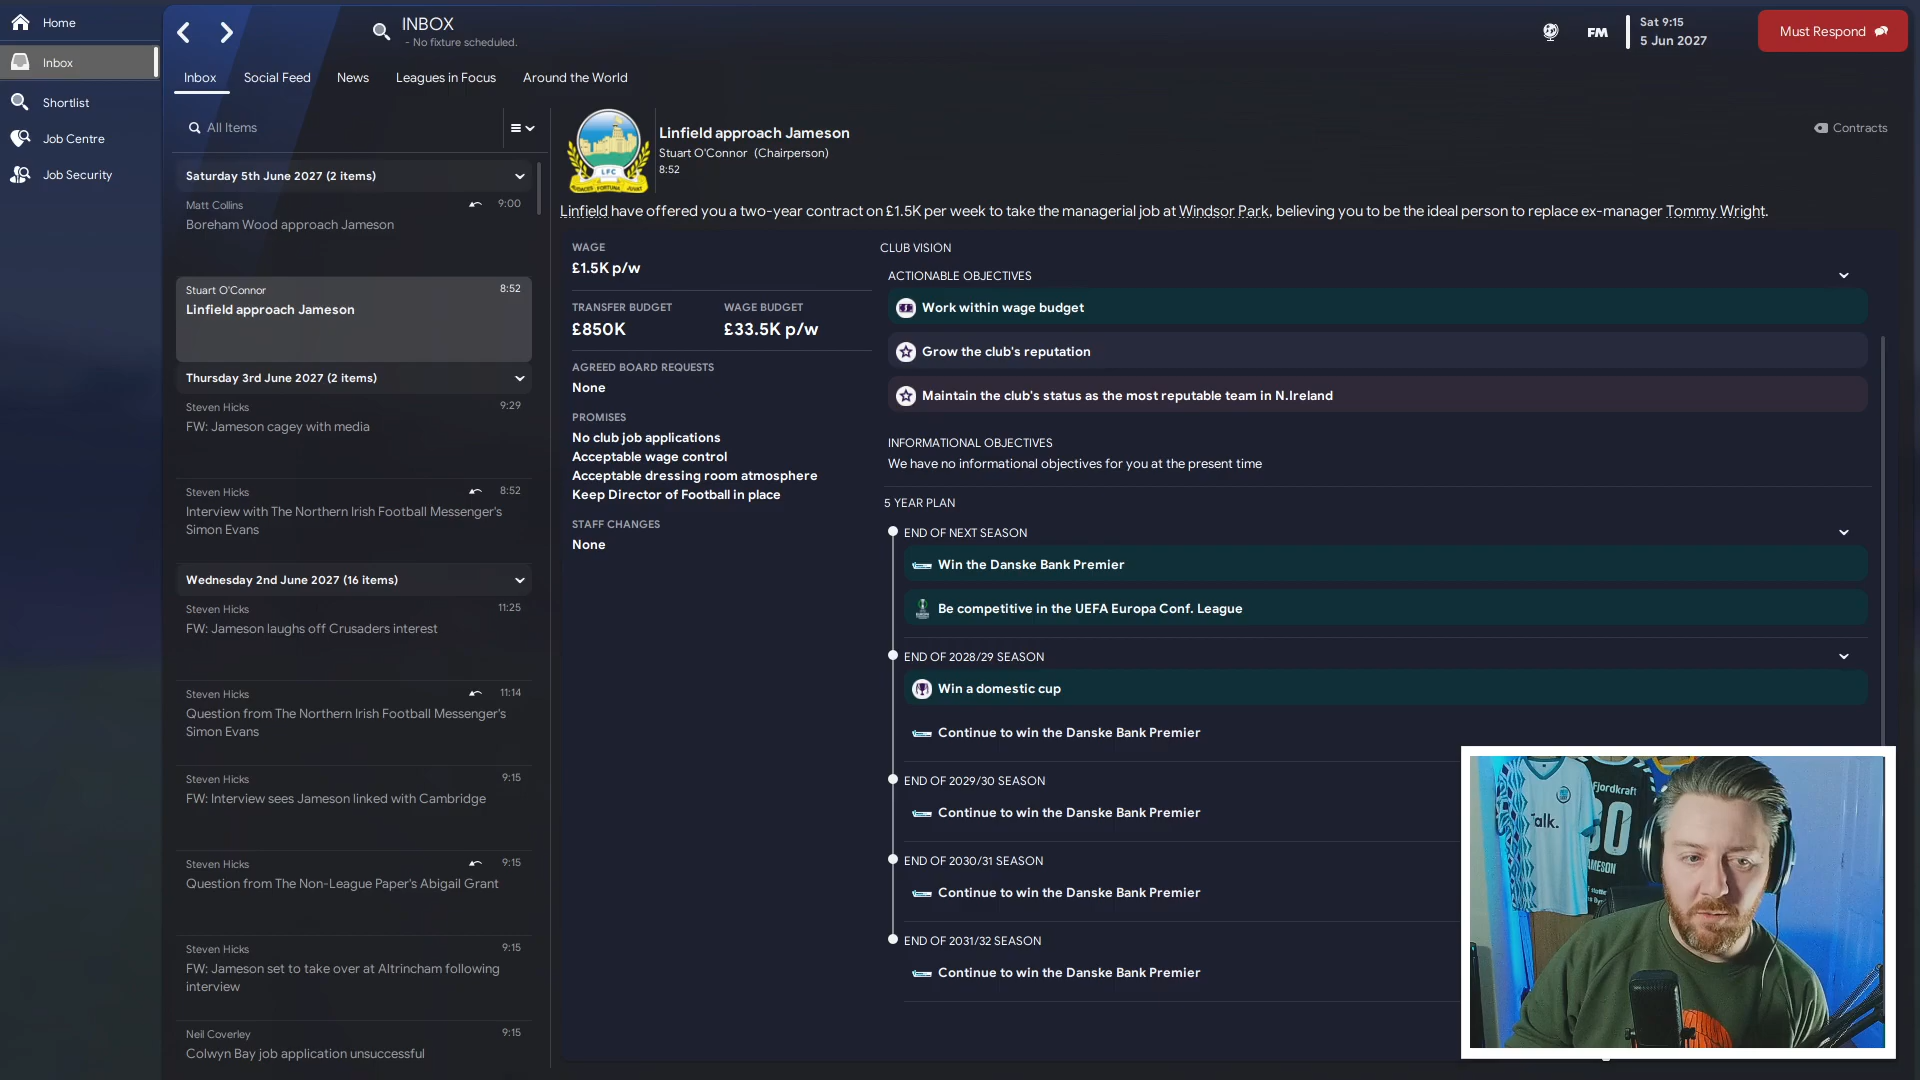 Home
Inbox
Shortlist
Job Centre
Job Security
INBOX
- No fixture scheduled.
FM
Sat 9:15
5 Jun 2027
Must Respond
Inbox
Social Feed
News
Leagues in Focus
Around the World
All Items
Saturday 5th June 2027 (2 items)
Matt Collins
9:00
Boreham Wood approach Jameson
Stuart O'Connor
8:52
Linfield approach Jameson
Thursday 3rd June 2027 (2 items)
Steven Hicks
9:29
FW: Jameson cagey with media
Steven Hicks
8:52
Interview with The Northern Irish Football Messenger's
Simon Evans
Wednesday 2nd June 2027 (16 items)
Steven Hicks
11:25
FW: Jameson laughs off Crusaders interest
Steven Hicks
11:14
Question from The Northern Irish Football Messenger's
Simon Evans
Steven Hicks
9:15
FW: Interview sees Jameson linked with Cambridge
Steven Hicks
9:15
Question from The Non-League Paper's Abigail Grant
Steven Hicks
9:15
FW: Jameson set to take over at Altrincham following
interview
Neil Coverley
9:15
Colwyn Bay job application unsuccessful
LFC
AUDACES FORTUNA JUVAT
Linfield approach Jameson
Stuart O'Connor (Chairperson)
8:52
Contracts
Linfield have offered you a two-year contract on £1.5K per week to take the managerial job at Windsor Park, believing you to be the ideal person to replace ex-manager Tommy Wright.
WAGE
£1.5K p/w
TRANSFER BUDGET
£850K
WAGE BUDGET
£33.5K p/w
AGREED BOARD REQUESTS
None
PROMISES
No club job applications
Acceptable wage control
Acceptable dressing room atmosphere
Keep Director of Football in place
STAFF CHANGES
None
CLUB VISION
ACTIONABLE OBJECTIVES
Work within wage budget
Grow the club's reputation
Maintain the club's status as the most reputable team in N.Ireland
INFORMATIONAL OBJECTIVES
We have no informational objectives for you at the present time
5 YEAR PLAN
END OF NEXT SEASON
Win the Danske Bank Premier
Be competitive in the UEFA Europa Conf. League
END OF 2028/29 SEASON
Win a domestic cup
Continue to win the Danske Bank Premier
END OF 2029/30 SEASON
Continue to win the Danske Bank Premier
END OF 2030/31 SEASON
Continue to win the Danske Bank Premier
END OF 2031/32 SEASON
Continue to win the Danske Bank Premier
Talk.
Fjordkraft
JAMESON